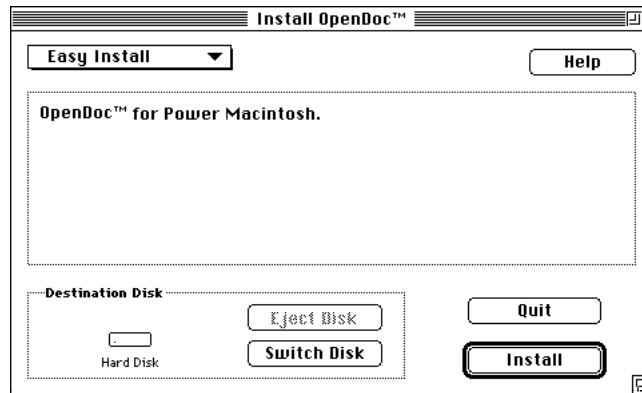 Install OpenDoc™
Easy Install
Help
OpenDoc™ for Power Macintosh.
Destination Disk
Eject Disk
Quit
Hard Disk
Switch Disk
Install